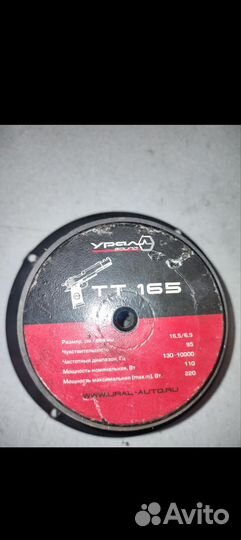 Урал
SOUND
ТТ 165
Размер, см / дюймы 16,5/6,5
Чувствительность 95
Частотный диапазон, Гц 130-10000
Мощность номинальная, Вт 110
Мощность максимальная (max.m), Вт 220
WWW.URAL-AUTO.RU
Avito